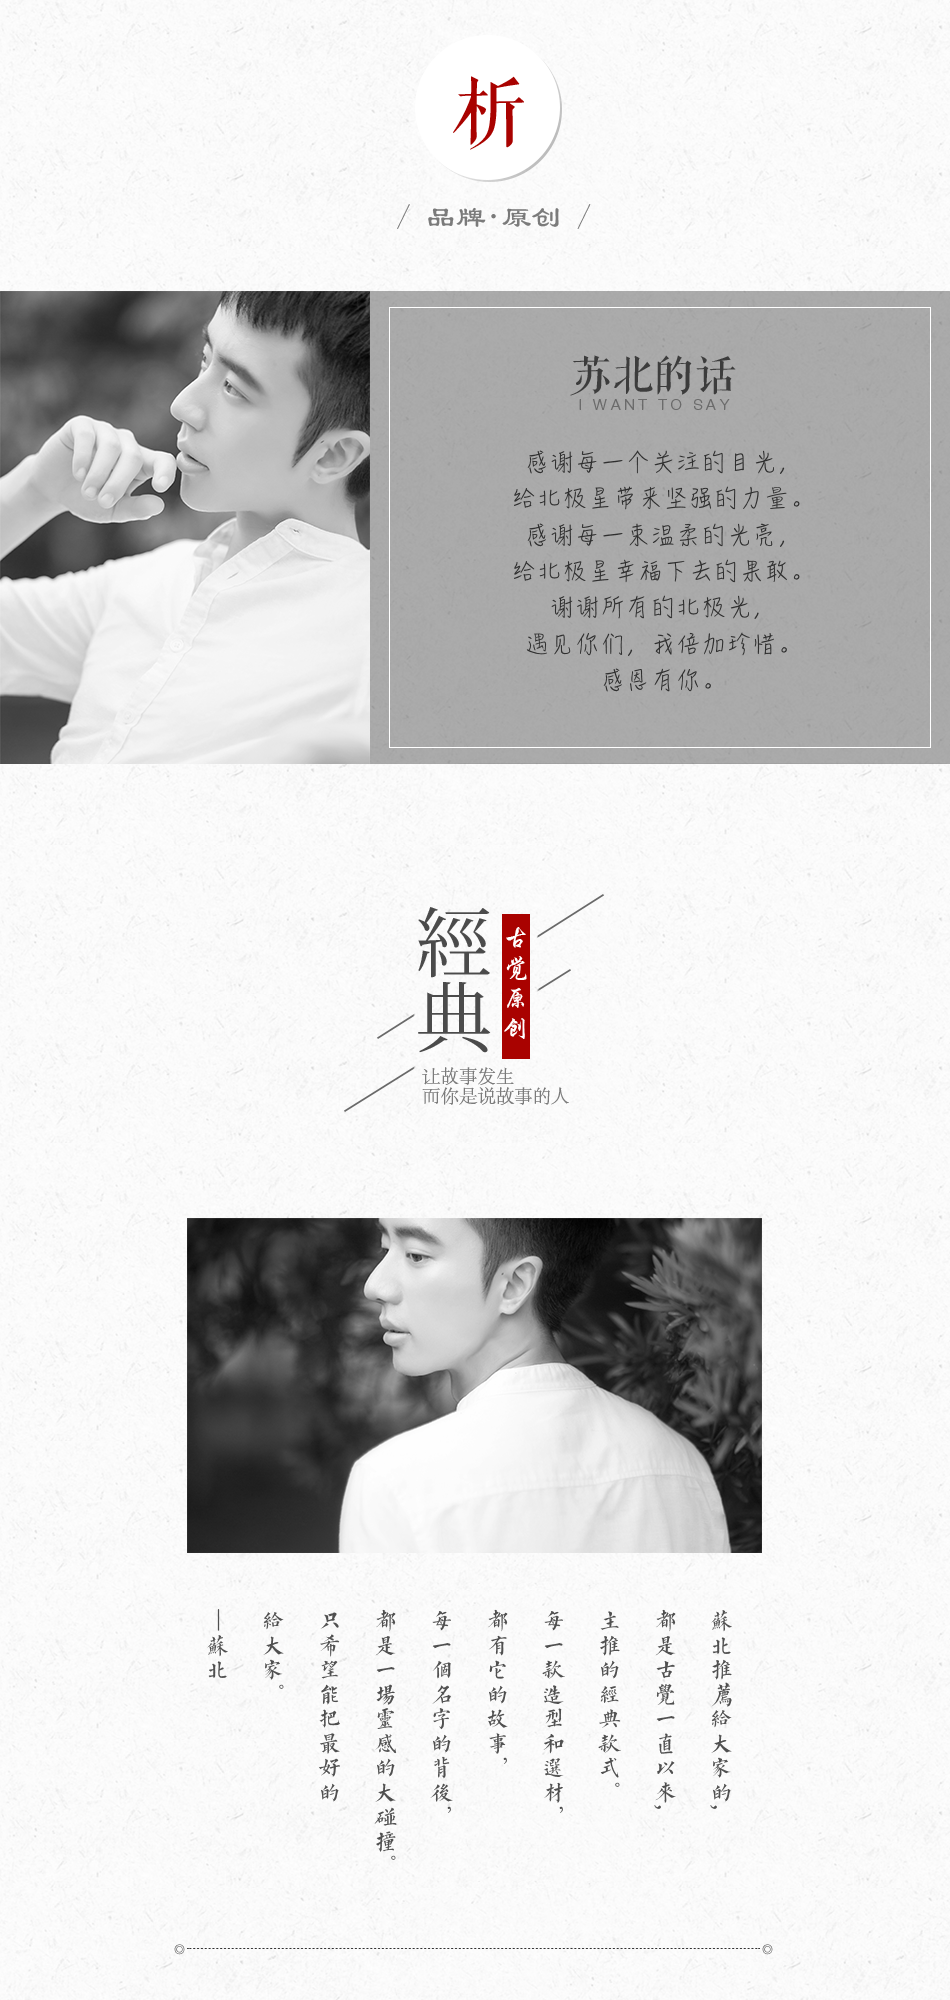 析
品牌·原创
苏北的话
I WANT TO SAY
感谢每一个关注的目光，
给北极星带来坚强的力量。
感谢每一束温柔的光亮，
给北极星幸福下去的果敢。
谢谢所有的北极光，
遇见你们，我倍加珍惜。
感恩有你。
經典
古觉原创
让故事发生
而你是说故事的人
蘇北推薦給大家的，
都是古覺一直以來，
主推的經典款式。
每一款造型和選材，
都有它的故事，
每一個名字的背後，
都是一場靈感的大碰撞。
只希望能把最好的
給大家。
—蘇北